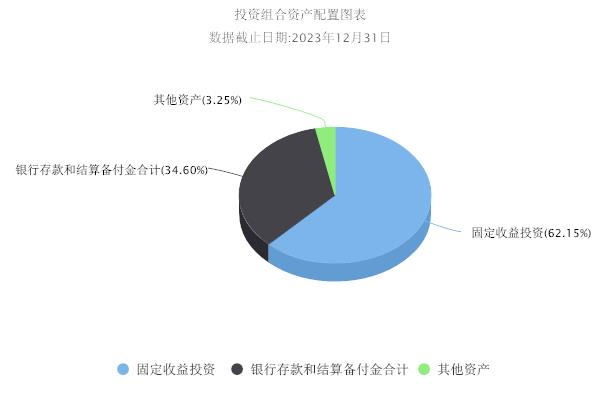 投资组合资产配置图表
数据截止日期:2023年12月31日
其他资产(3.25%)
银行存款和结算备付金合计(34.60%)
固定收益投资(62.15%)
固定收益投资 银行存款和结算备付金合计 其他资产